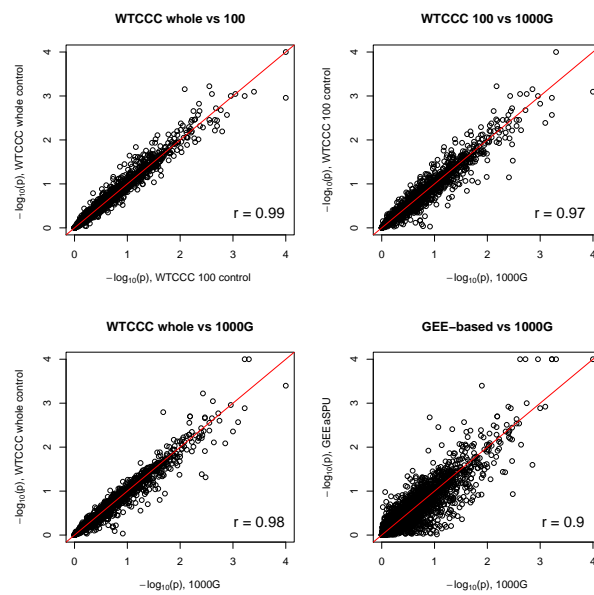 WTCCC whole vs 100
−log10(p), WTCCC whole control
0 1 2 3 4
r = 0.99
0 1 2 3 4
−log10(p), WTCCC 100 control
WTCCC 100 vs 1000G
−log10(p), WTCCC 100 control
0 1 2 3 4
r = 0.97
0 1 2 3 4
−log10(p), 1000G
WTCCC whole vs 1000G
−log10(p), WTCCC whole control
0 1 2 3 4
r = 0.98
0 1 2 3 4
−log10(p), 1000G
GEE−based vs 1000G
−log10(p), GEEaSPU
0 1 2 3 4
r = 0.9
0 1 2 3 4
−log10(p), 1000G